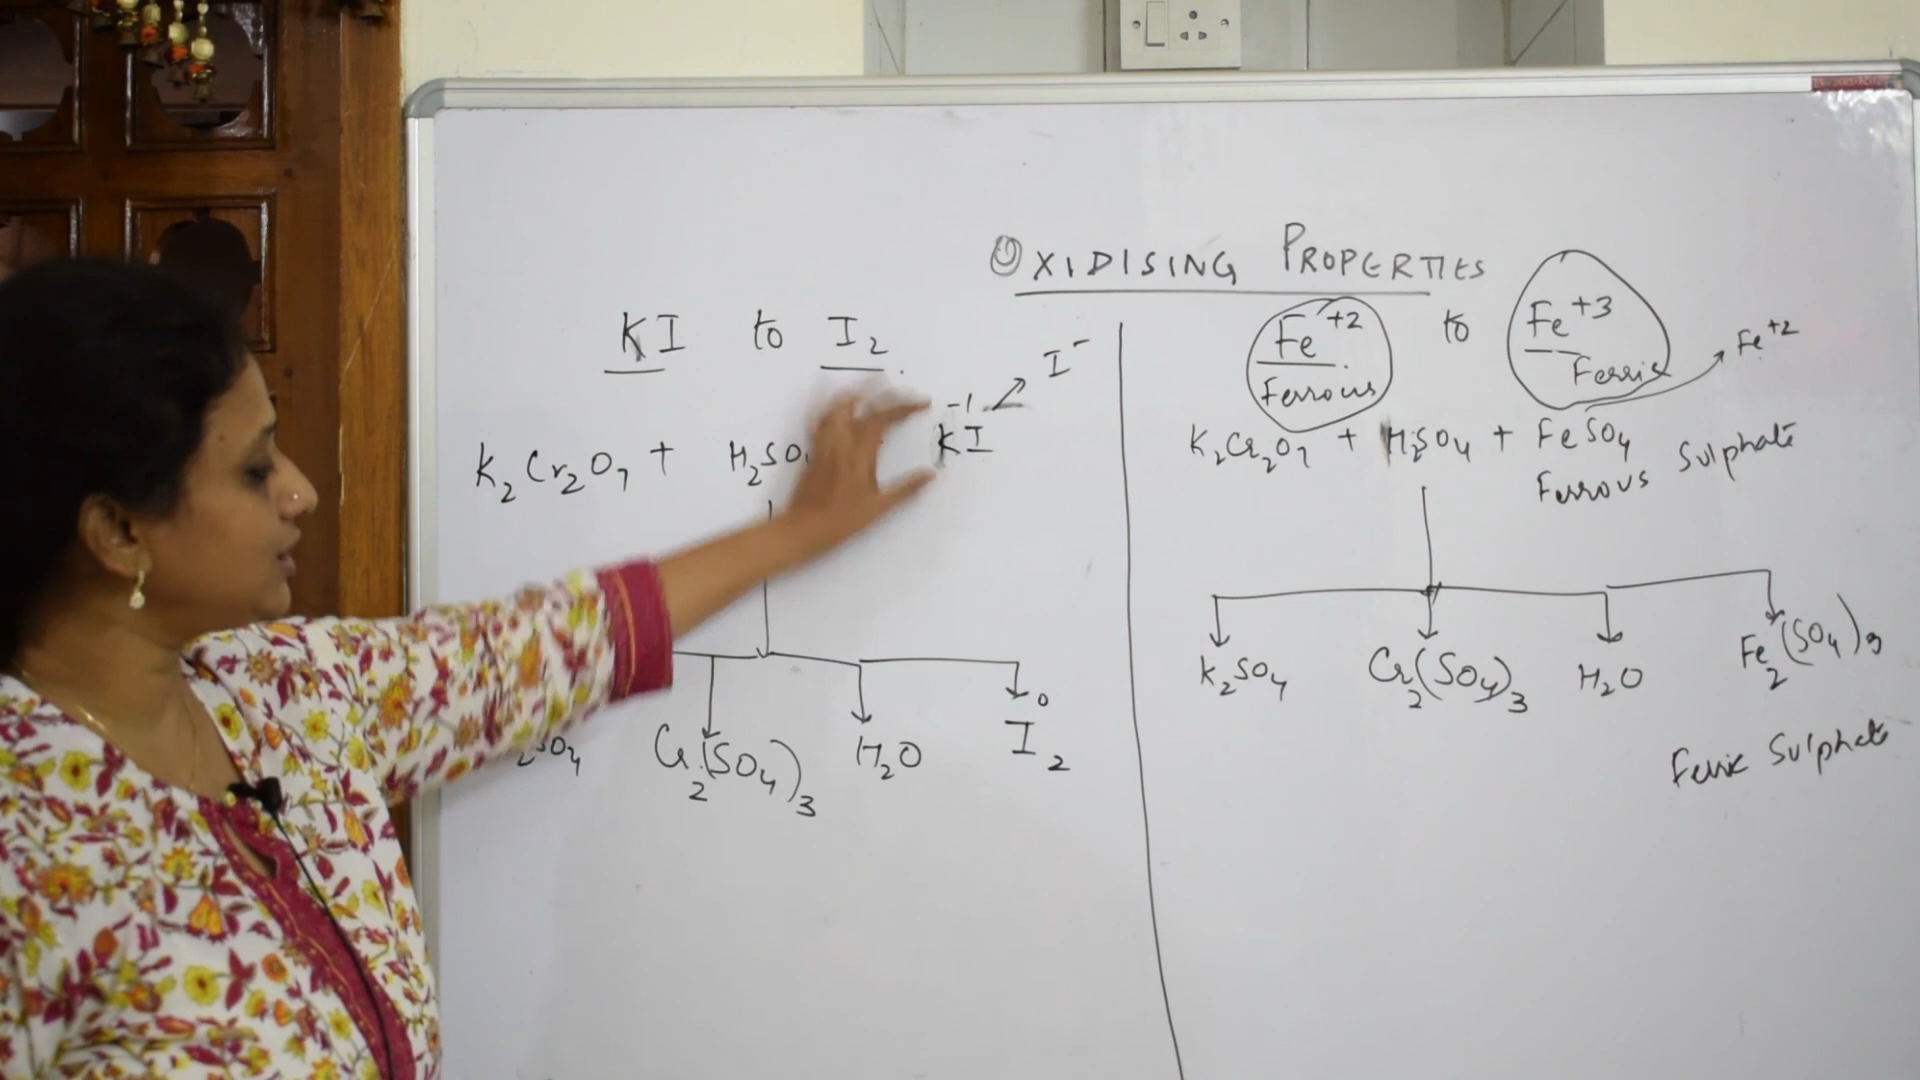 OXIDISING PROPERTIES
KI to I2
K2Cr2O7 + H2SO4 KI
-1
I-
K2SO4 Cr2(SO4)3 H2O I2
0
Fe+2 to Fe+3
Ferrous Ferric
Fe+2
K2Cr2O7 + H2SO4 + FeSO4
Ferrous Sulphate
K2SO4 Cr2(SO4)3 H2O Fe2(SO4)3
Ferric Sulphate